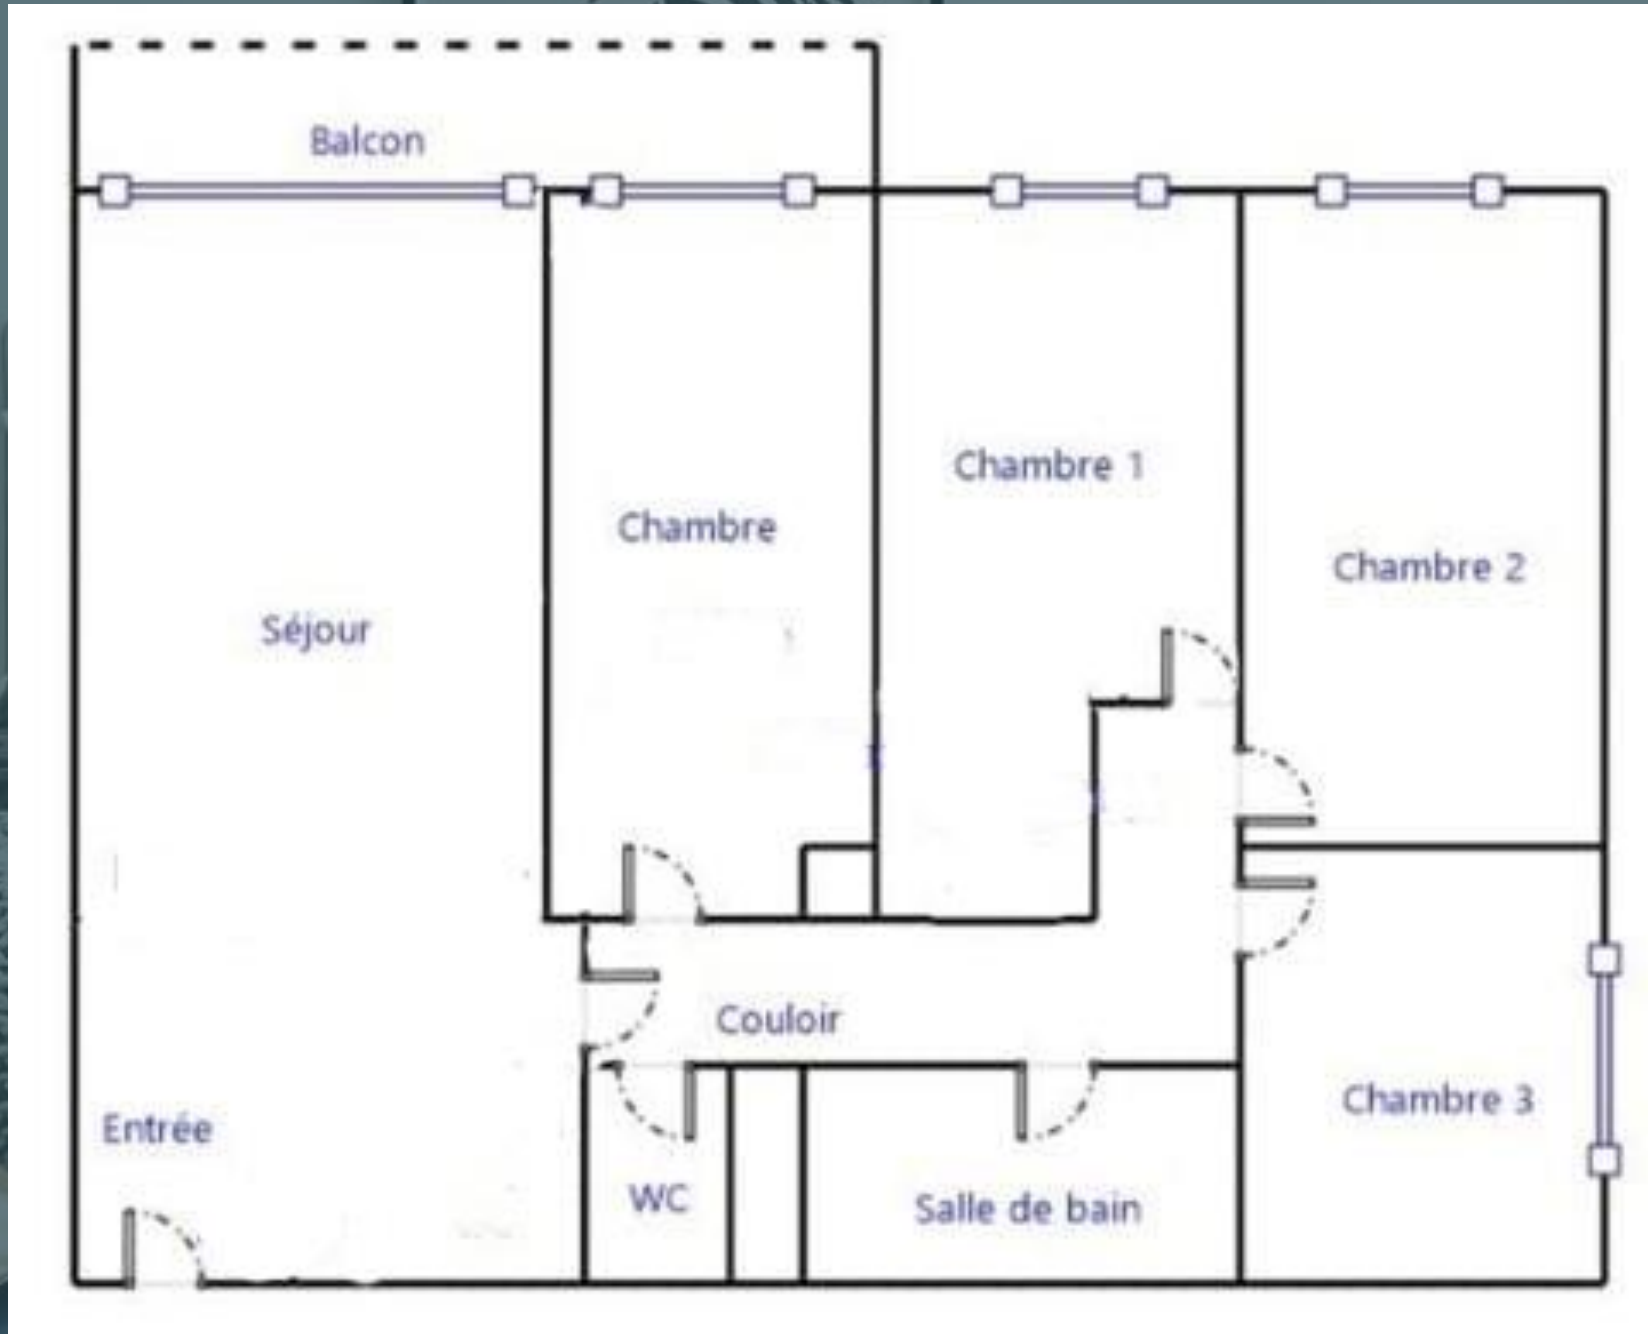 Balcon
Chambre 1
Chambre
Chambre 2
Séjour
Couloir
Chambre 3
Entrée
WC
Salle de bain